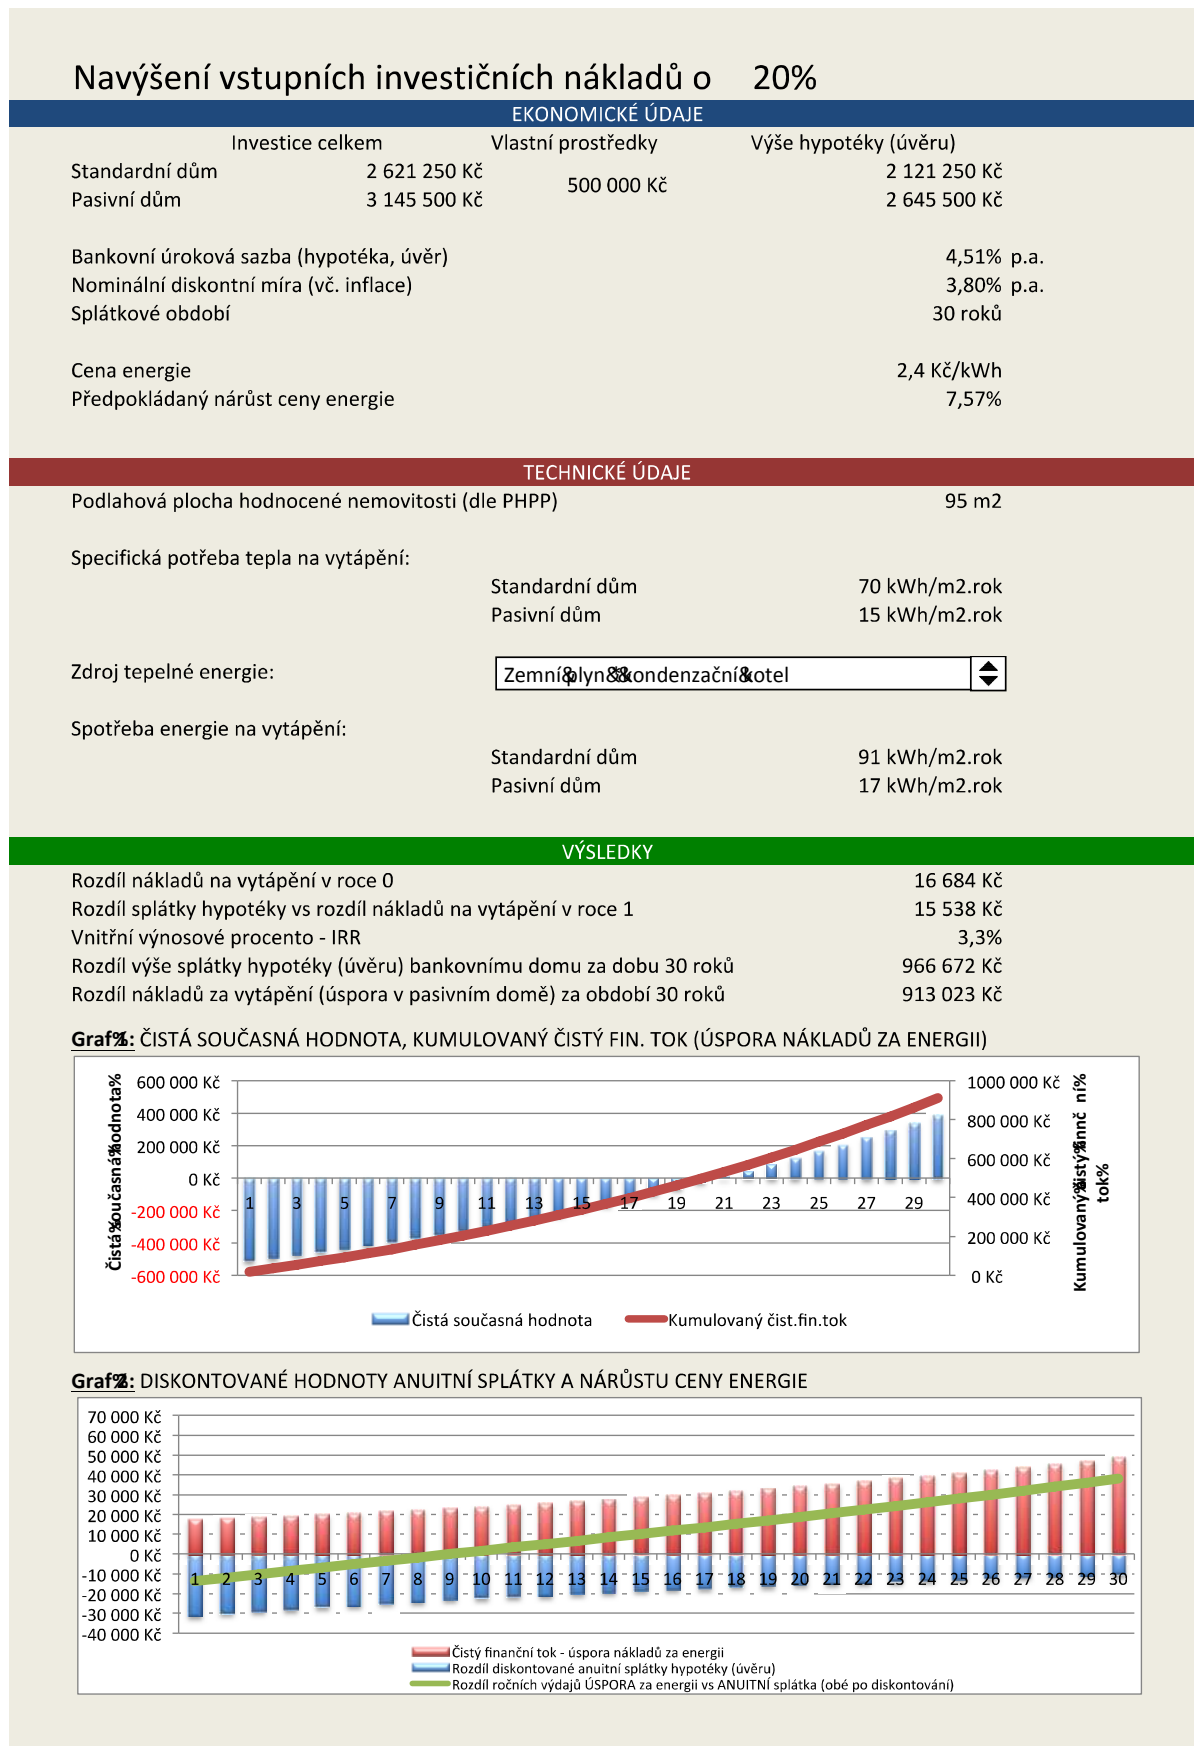 Navýšení vstupních investičních nákladů o 20%
EKONOMICKÉ ÚDAJE
Investice celkem Vlastní prostředky Výše hypotéky (úvěru)
Standardní dům 2 621 250 Kč 2 121 250 Kč
500 000 Kč
Pasivní dům 3 145 500 Kč 2 645 500 Kč
Bankovní úroková sazba (hypotéka, úvěr) 4,51% p.a.
Nominální diskontní míra (vč. inflace) 3,80% p.a.
Splátkové období 30 roků
Cena energie 2,4 Kč/kWh
Předpokládaný nárůst ceny energie 7,57%
TECHNICKÉ ÚDAJE
Podlahová plocha hodnocené nemovitosti (dle PHPP) 95 m2
Specifická potřeba tepla na vytápění:
Standardní dům 70 kWh/m2.rok
Pasivní dům 15 kWh/m2.rok
Zdroj tepelné energie: Zemní plyn kondenzační kotel
Spotřeba energie na vytápění:
Standardní dům 91 kWh/m2.rok
Pasivní dům 17 kWh/m2.rok
VÝSLEDKY
Rozdíl nákladů na vytápění v roce 0 16 684 Kč
Rozdíl splátky hypotéky vs rozdíl nákladů na vytápění v roce 1 15 538 Kč
Vnitřní výnosové procento - IRR 3,3%
Rozdíl výše splátky hypotéky (úvěru) bankovnímu domu za dobu 30 roků 966 672 Kč
Rozdíl nákladů za vytápění (úspora v pasivním domě) za období 30 roků 913 023 Kč
Graf 1: ČISTÁ SOUČASNÁ HODNOTA, KUMULOVANÝ ČISTÝ FIN. TOK (ÚSPORA NÁKLADŮ ZA ENERGII)
Čistá současná hodnota%
600 000 Kč
400 000 Kč
200 000 Kč
0 Kč
-200 000 Kč
-400 000 Kč
-600 000 Kč
1 3 5 7 9 11 13 15 17 19 21 23 25 27 29
1000 000 Kč
800 000 Kč
600 000 Kč
400 000 Kč
200 000 Kč
0 Kč
Kumulovaný čistý
tok%
Čistá současná hodnota Kumulovaný čist.fin.tok
Graf 2: DISKONTOVANÉ HODNOTY ANUITNÍ SPLÁTKY A NÁRŮSTU CENY ENERGIE
70 000 Kč
60 000 Kč
50 000 Kč
40 000 Kč
30 000 Kč
20 000 Kč
10 000 Kč
0 Kč
-10 000 Kč
-20 000 Kč
-30 000 Kč
-40 000 Kč
1 2 3 4 5 6 7 8 9 10 11 12 13 14 15 16 17 18 19 20 21 22 23 24 25 26 27 28 29 30
Čistý finanční tok - úspora nákladů za energii
Rozdíl diskontované anuitní splátky hypotéky (úvěru)
Rozdíl ročních výdajů ÚSPORA za energii vs ANUITNÍ splátka (obé po diskontování)